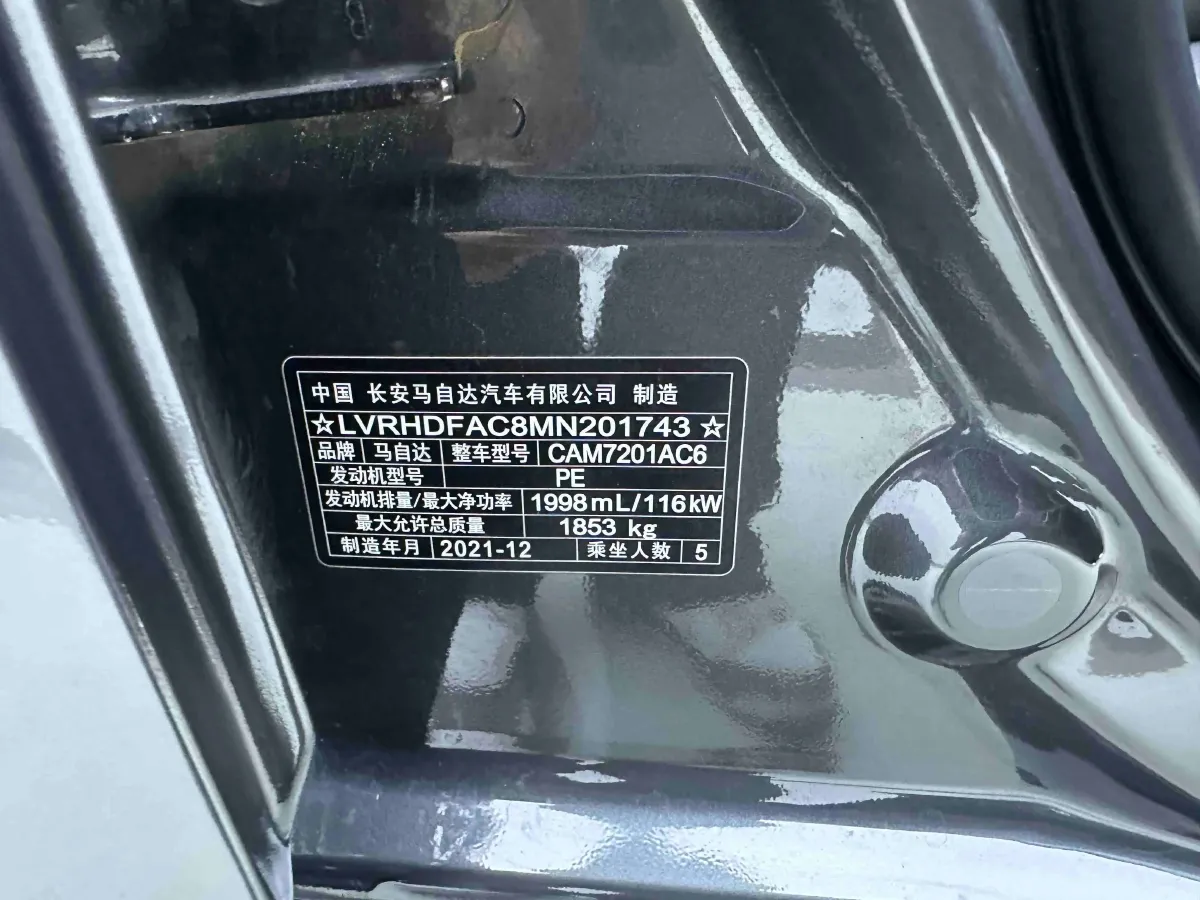 中国 长安马自达汽车有限公司 制造
☆LVRHDFAC8MN201743☆
品牌 马自达 整车型号 CAM7201AC6
发动机型号 PE
发动机排量/最大净功率 1998mL/116kW
最大允许总质量 1853 kg
制造年月 2021-12 乘坐人数 5